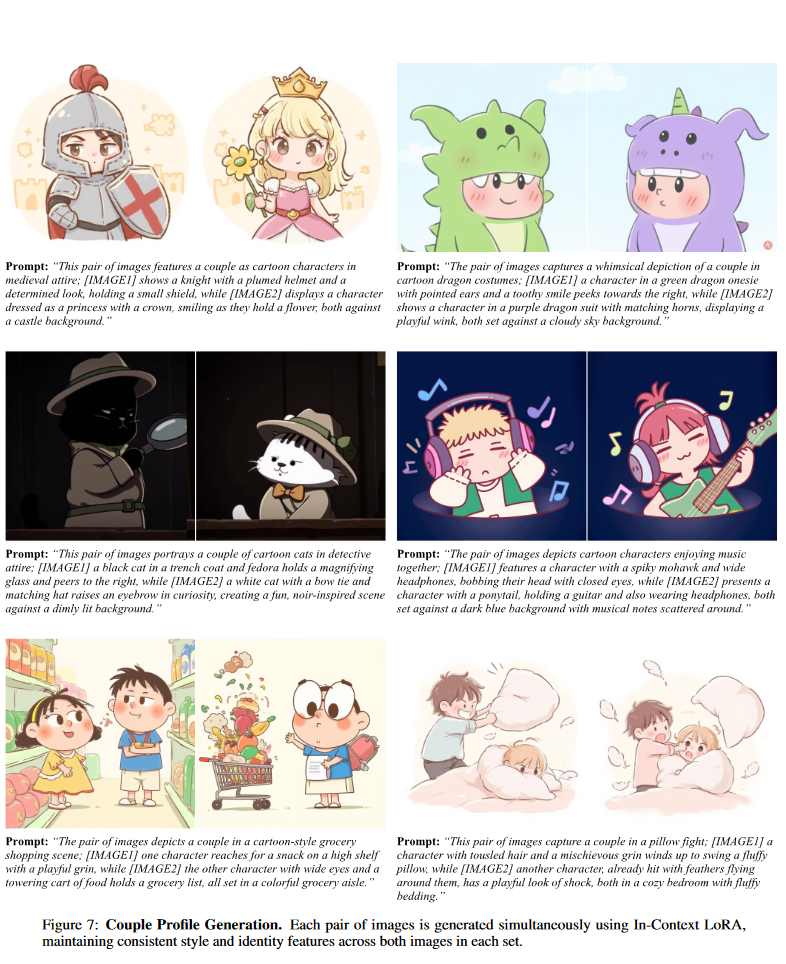 Prompt: “This pair of images features a couple as cartoon characters in
medieval attire; [IMAGE1] shows a knight with a plumed helmet and a
determined look, holding a small shield, while [IMAGE2] displays a character
dressed as a princess with a crown, smiling as they hold a flower, both against
a castle background.”
Prompt: “The pair of images captures a whimsical depiction of a couple in
cartoon dragon costumes; [IMAGE1] a character in a green dragon onesie
with pointed ears and a toothy smile peeks towards the right, while [IMAGE2]
shows a character in a purple dragon suit with matching horns, displaying a
playful wink, both set against a cloudy sky background.”
Prompt: “This pair of images portrays a couple of cartoon cats in detective
attire; [IMAGE1] a black cat in a trench coat and fedora holds a magnifying
glass and peers to the right, while [IMAGE2] a white cat with a bow tie and
matching hat raises an eyebrow in curiosity, creating a fun, noir-inspired scene
against a dimly lit background.”
Prompt: “The pair of images depicts cartoon characters enjoying music
together; [IMAGE1] features a character with a spiky mohawk and wide
headphones, bobbing their head with closed eyes, while [IMAGE2] presents a
character with a ponytail, holding a guitar and also wearing headphones, both
set against a dark blue background with musical notes scattered around.”
Prompt: “The pair of images depicts a couple in a cartoon-style grocery
shopping scene; [IMAGE1] one character reaches for a snack on a high shelf
with a playful grin, while [IMAGE2] the other character with wide eyes and a
towering cart of food holds a grocery list, all set in a colorful grocery aisle.”
Prompt: “This pair of images capture a couple in a pillow fight; [IMAGE1] a
character with tousled hair and a mischievous grin winds up to swing a fluffy
pillow, while [IMAGE2] another character, already hit with feathers flying
around them, has a playful look of shock, both in a cozy bedroom with fluffy
bedding.”
Figure 7: Couple Profile Generation. Each pair of images is generated simultaneously using In-Context LoRA,
maintaining consistent style and identity features across both images in each set.